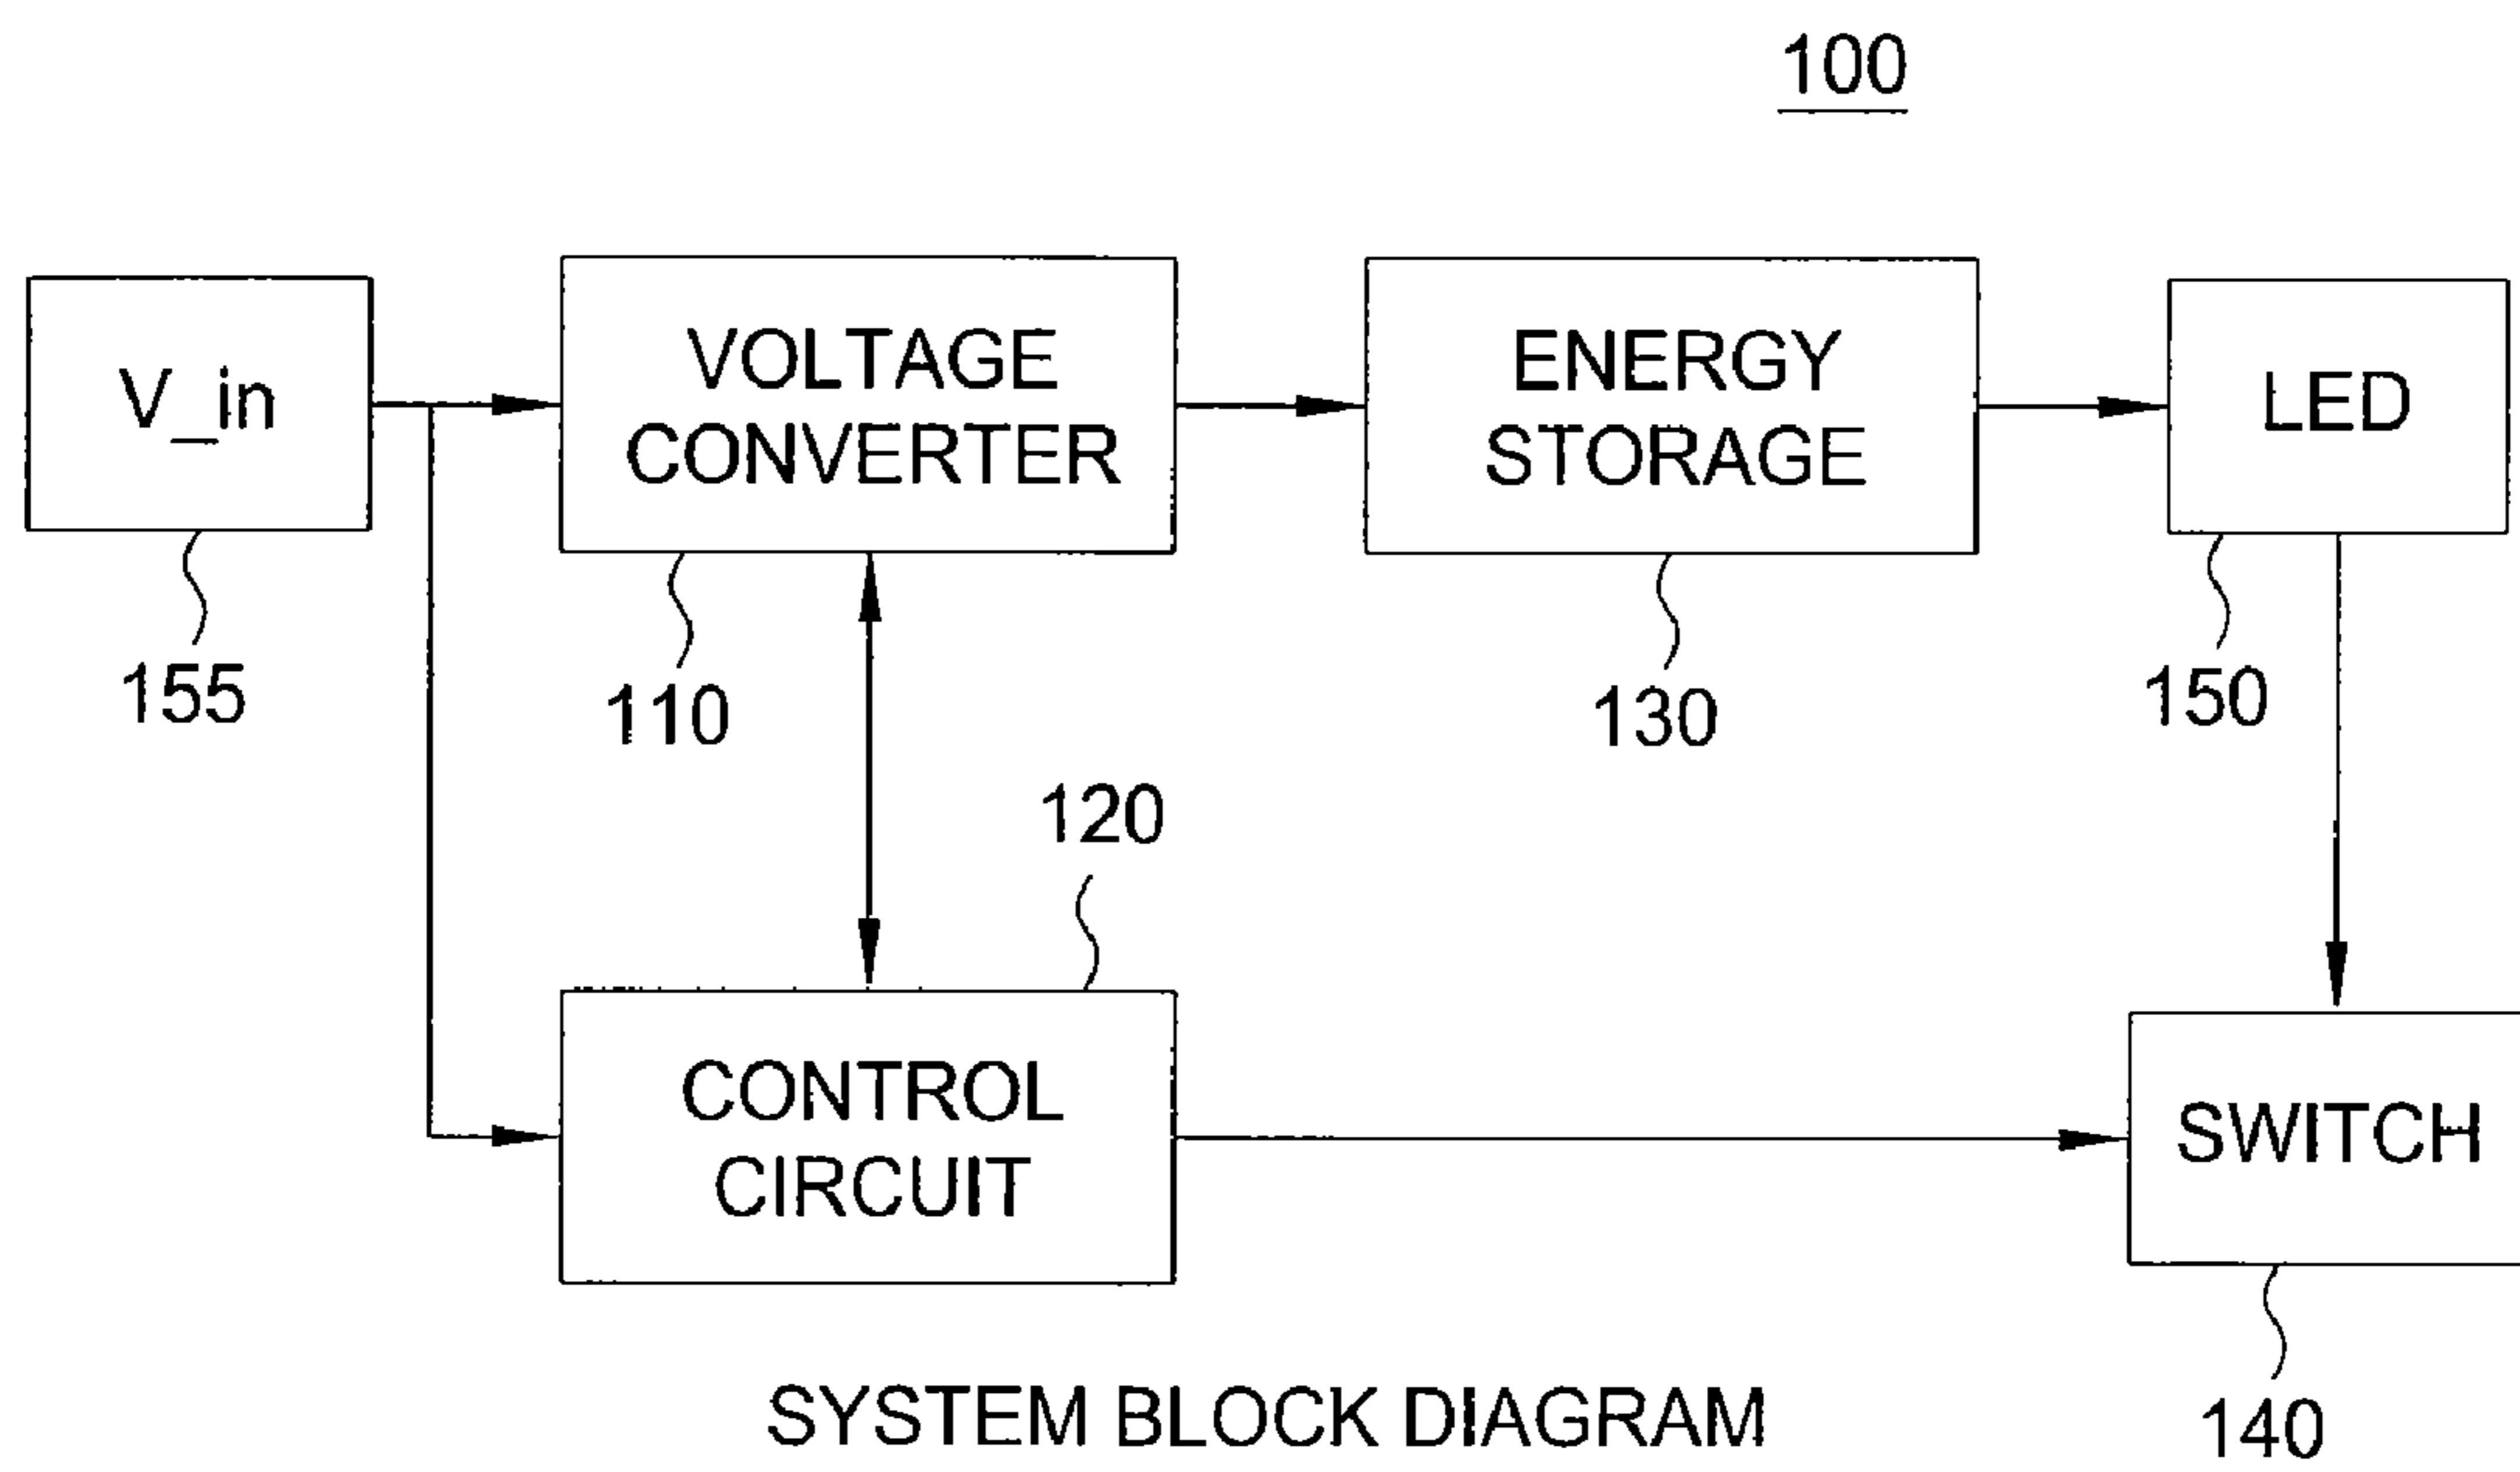 100
V_in
VOLTAGE
CONVERTER
ENERGY
STORAGE
LED
155
110
130
150
120
CONTROL
CIRCUIT
SWITCH
140
SYSTEM BLOCK DIAGRAM